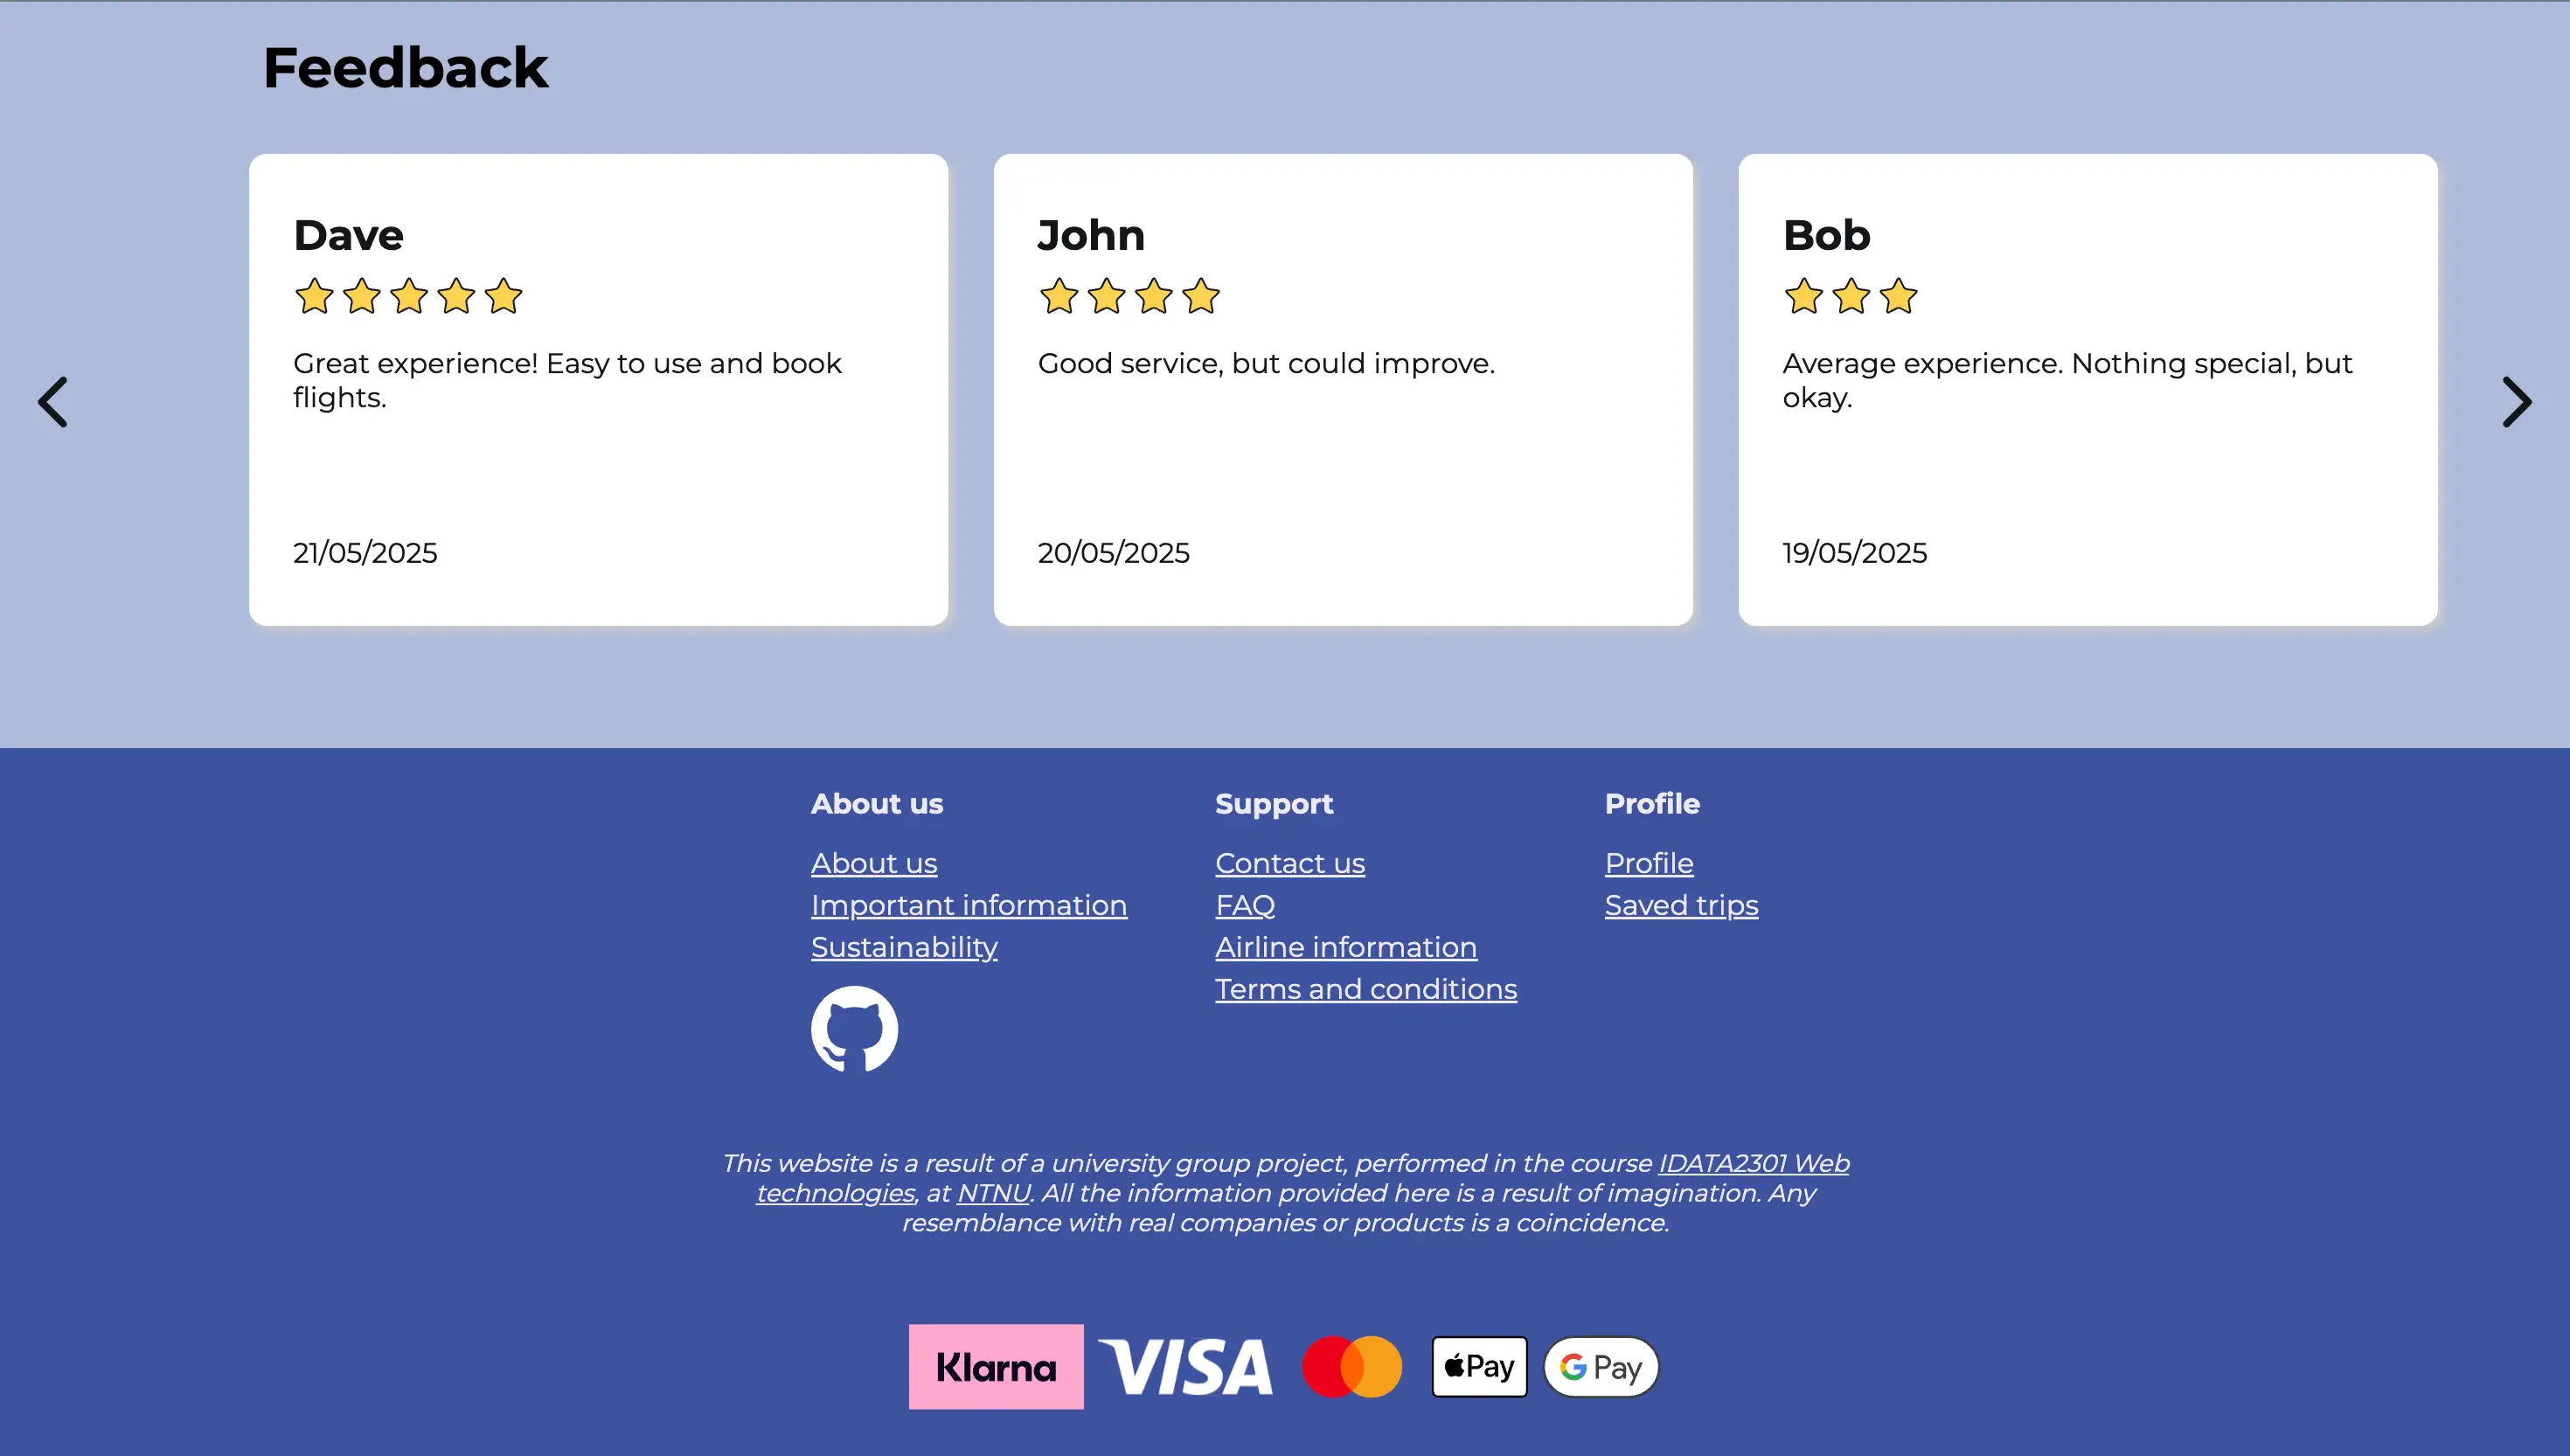 Feedback
Dave
Great experience! Easy to use and book
flights.
21/05/2025
John
Good service, but could improve.
20/05/2025
Bob
Average experience. Nothing special, but
okay.
19/05/2025
About us
About us
Important information
Sustainability
Support
Contact us
FAQ
Airline information
Terms and conditions
Profile
Profile
Saved trips
This website is a result of a university group project, performed in the course IDATA2301 Web
technologies, at NTNU. All the information provided here is a result of imagination. Any
resemblance with real companies or products is a coincidence.
Klarna VISA Pay G Pay